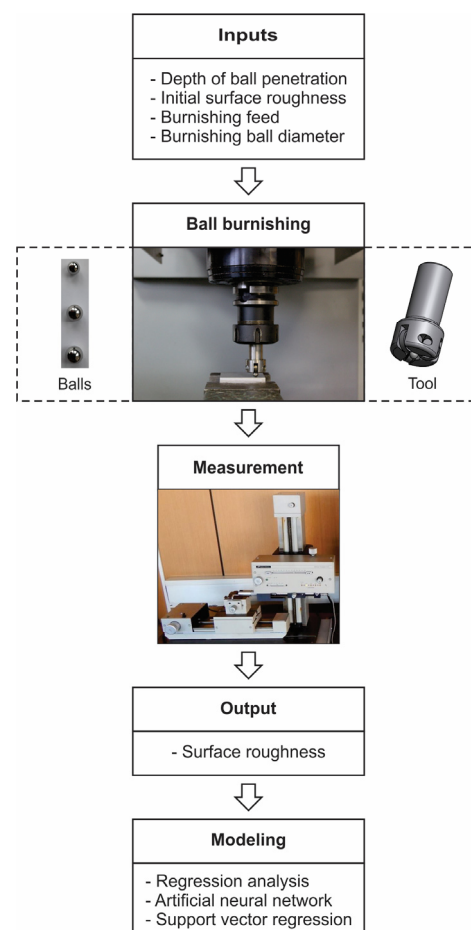 Inputs
- Depth of ball penetration
- Initial surface roughness
- Burnishing feed
- Burnishing ball diameter
Ball burnishing
Balls
Tool
Measurement
Output
- Surface roughness
Modeling
- Regression analysis
- Artificial neural network
- Support vector regression